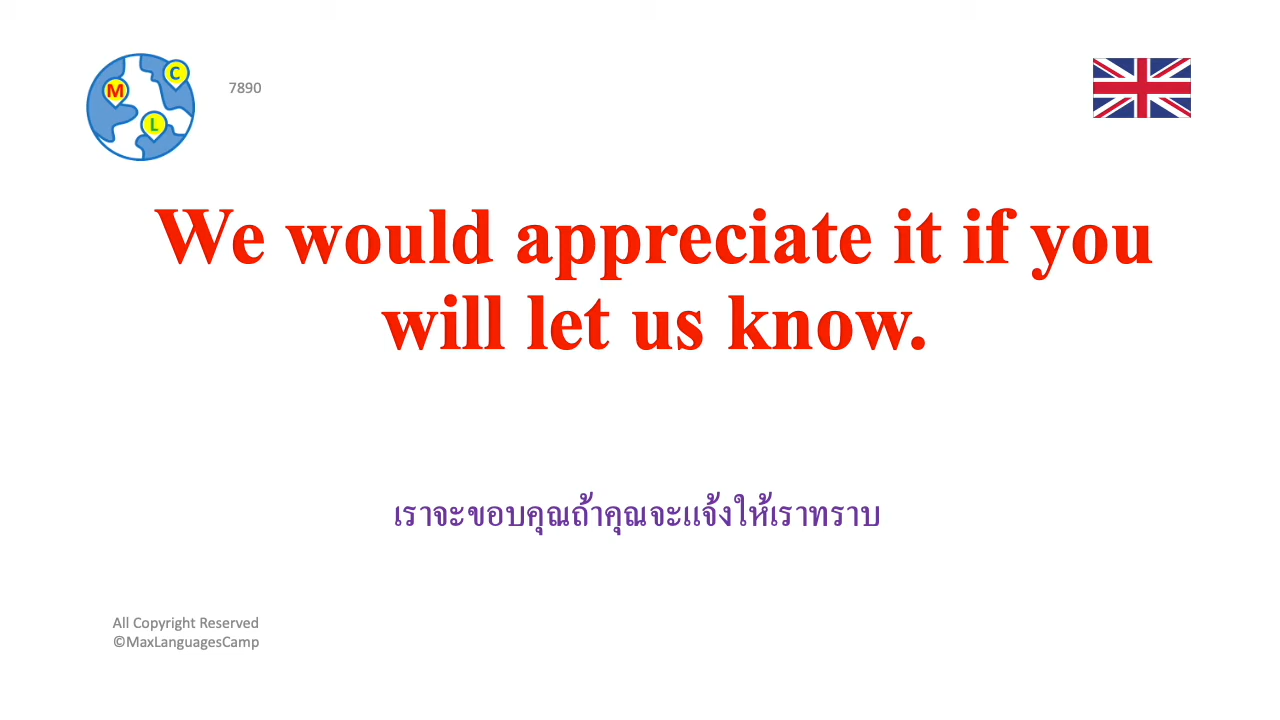 M
C
L
7890
We would appreciate it if you
will let us know.
เราจะขอบคุณถ้าคุณจะแจ้งให้เราทราบ
All Copyright Reserved
©MaxLanguagesCamp